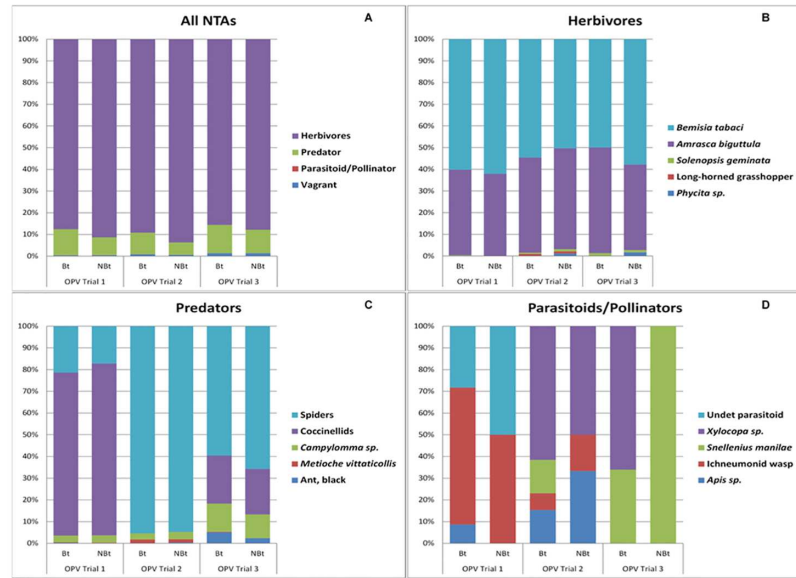 All NTAs
A
100%
90%
80%
70%
60%
50%
40%
30%
20%
10%
0%
Bt NBt Bt NBt Bt NBt
OPV Trial 1 OPV Trial 2 OPV Trial 3
Herbivores
Predator
Parasitoid/Pollinator
Vagrant
Herbivores
B
100%
90%
80%
70%
60%
50%
40%
30%
20%
10%
0%
Bt NBt Bt NBt Bt NBt
OPV Trial 1 OPV Trial 2 OPV Trial 3
Bemisia tabaci
Amrasca biguttula
Solenopsis geminata
Long-horned grasshopper
Phycita sp.
Predators
C
100%
90%
80%
70%
60%
50%
40%
30%
20%
10%
0%
Bt NBt Bt NBt Bt NBt
OPV Trial 1 OPV Trial 2 OPV Trial 3
Spiders
Coccinellids
Campylomma sp.
Metioche vittaticollis
Ant, black
Parasitoids/Pollinators
D
100%
90%
80%
70%
60%
50%
40%
30%
20%
10%
0%
Bt NBt Bt NBt Bt NBt
OPV Trial 1 OPV Trial 2 OPV Trial 3
Undet parasitoid
Xylocopa sp.
Snellenius manilae
Ichneumonid wasp
Apis sp.